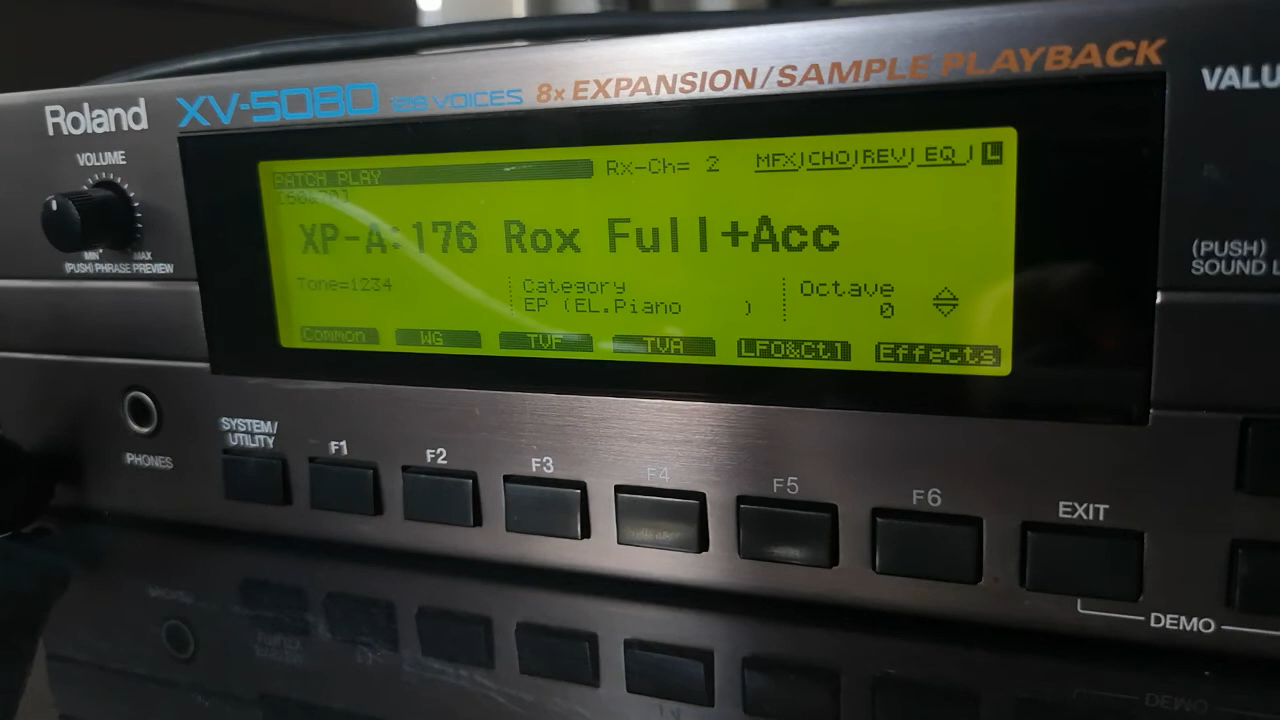 Roland XV-5080 128 VOICES 8x EXPANSION/SAMPLE PLAYBACK
VALU
VOLUME
MIN MAX
(PUSH) PHRASE PREVIEW
PATCH PLAY Rx-Ch= 2 MFX CHO REV EQ L
XP-A:176 Rox Full+Acc
Tone=1234 Category Octave
EP (EL.Piano ) 0
Common WG TVF TVA LFO&Ctl Effects
(PUSH)
SOUND L
PHONES
SYSTEM/
UTILITY
F1 F2 F3 F4 F5 F6 EXIT
DEMO